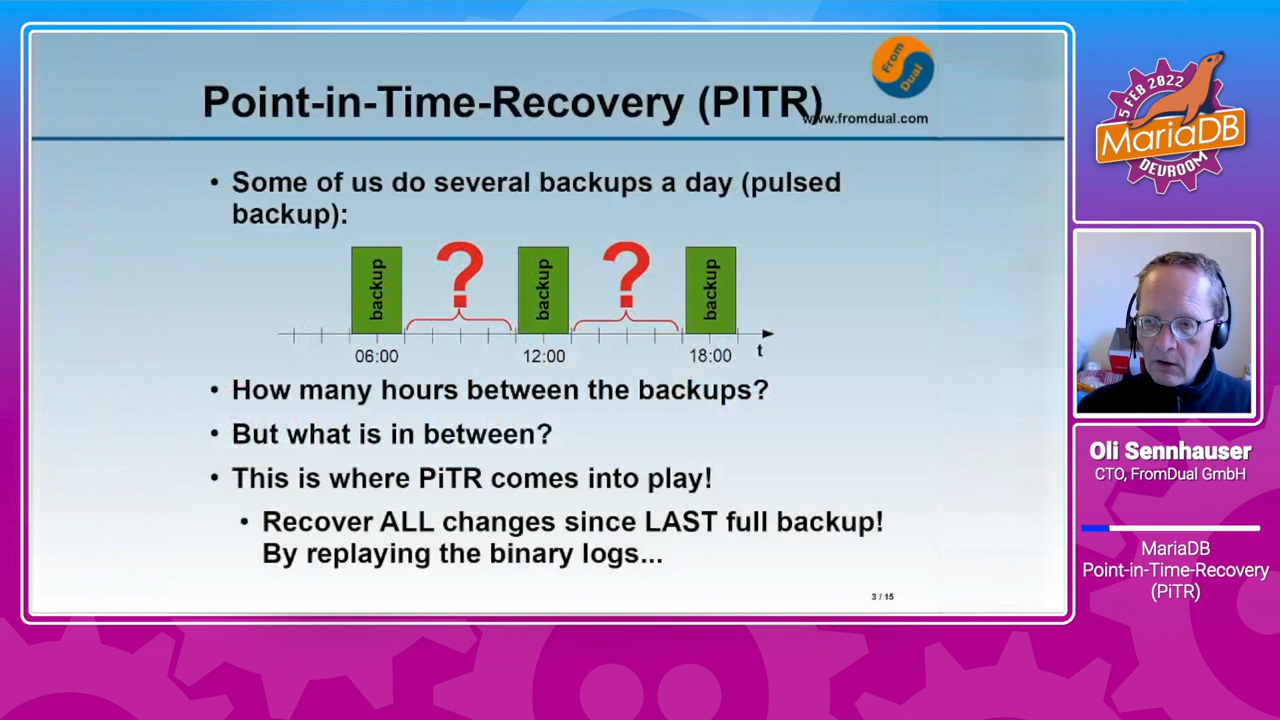 Point-in-Time-Recovery (PITR)
From
Dual
www.fromdual.com
• Some of us do several backups a day (pulsed
backup):
backup
?
backup
?
backup
06:00
12:00
18:00
t
• How many hours between the backups?
• But what is in between?
• This is where PiTR comes into play!
• Recover ALL changes since LAST full backup!
By replaying the binary logs...
3 / 15
5 FEB 2022
MariaDB
DEVROOM
Oli Sennhauser
CTO, FromDual GmbH
MariaDB
Point-in-Time-Recovery
(PiTR)